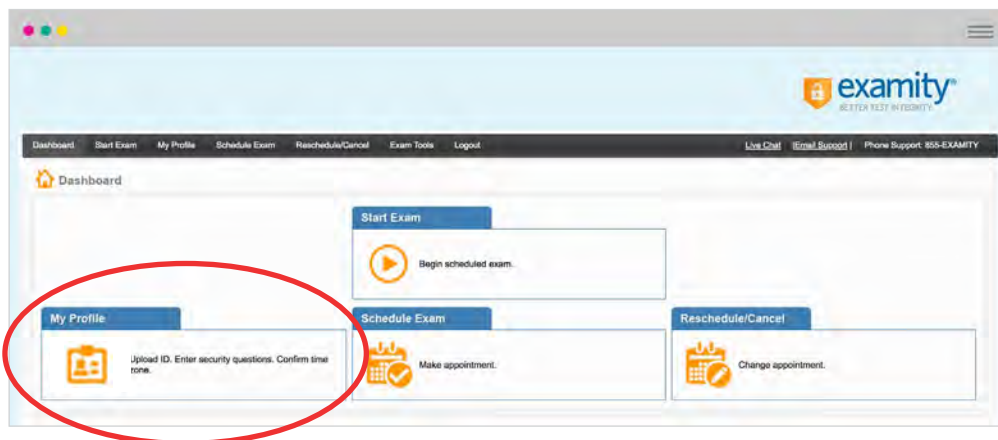 examity®
BETTER TEST INTEGRITY
Dashboard Start Exam My Profile Schedule Exam Reschedule/Cancel Exam Tools Logout Live Chat |Email Support| Phone Support 855-EXAMITY
Dashboard
Start Exam
Begin scheduled exam.
My Profile
Upload ID. Enter security questions. Confirm time
zone.
Schedule Exam
Make appointment.
Reschedule/Cancel
Change appointment.